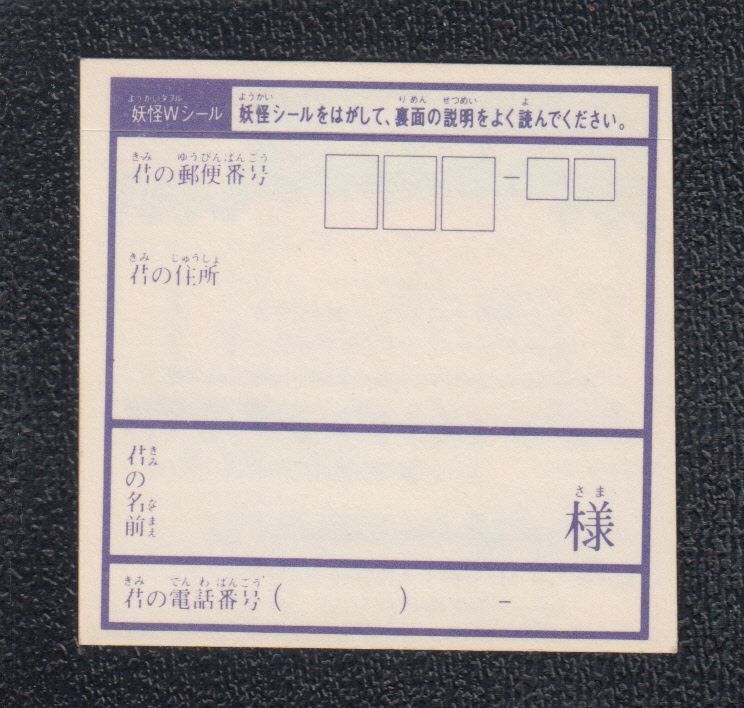 ようかいダブル
妖怪Wシール
ようかい りめん せつめい よ
妖怪シールをはがして、裏面の説明をよく読んでください。
きみ ゆうびんばんごう
君の郵便番号 －
きみ じゅうしょ
君の住所
君の名前
きみ なまえ
さま
様
きみ でんわばんごう
君の電話番号( ) －